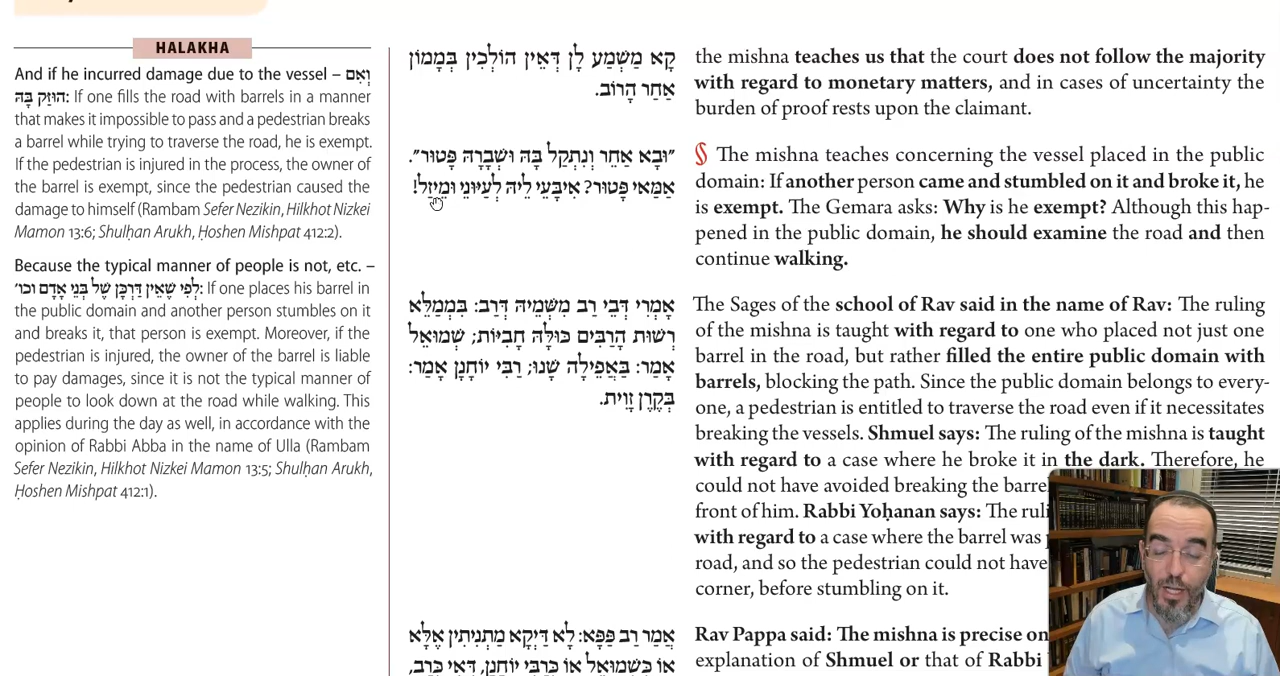 HALAKHA
And if he incurred damage due to the vessel – וְאִם
הוּזַּק בָּהּ: If one fills the road with barrels in a manner
that makes it impossible to pass and a pedestrian breaks
a barrel while trying to traverse the road, he is exempt.
If the pedestrian is injured in the process, the owner of
the barrel is exempt, since the pedestrian caused the
damage to himself (Rambam Sefer Nezikin, Hilkhot Nizkei
Mamon 13:6; Shulḥan Arukh, Ḥoshen Mishpat 412:2).
Because the typical manner of people is not, etc. –
לְפִי שֶׁאֵין דַּרְכָּן שֶׁל בְּנֵי אָדָם וכו׳: If one places his barrel in
the public domain and another person stumbles on it
and breaks it, that person is exempt. Moreover, if the
pedestrian is injured, the owner of the barrel is liable
to pay damages, since it is not the typical manner of
people to look down at the road while walking. This
applies during the day as well, in accordance with the
opinion of Rabbi Abba in the name of Ulla (Rambam
Sefer Nezikin, Hilkhot Nizkei Mamon 13:5; Shulḥan Arukh,
Ḥoshen Mishpat 412:1).
קָא מַשְׁמַע לַן דְּאֵין הוֹלְכִין בְּמָמוֹן
אַחַר הָרוֹב.
״וּבָא אַחֵר וְנִתְקַל בָּהּ וּשְׁבָרָהּ פָּטוּר״.
אַמַּאי פָּטוּר? אִיבָּעֵי לֵיהּ לְעַיּוֹנֵי וּמֵיזַל!
אָמְרִי דְּבֵי רַב מִשְּׁמֵיהּ דְּרַב: בִּמְמַלֵּא
רְשׁוּת הָרַבִּים כּוּלָּהּ חָבִיּוֹת; שְׁמוּאֵל
אָמַר: בַּאֲפֵילָה שָׁנוּ; רַבִּי יוֹחָנָן אָמַר:
בְּקֶרֶן זָוִית.
אֲמַר רַב פָּפָּא: לָא דַּיְקָא מַתְנִיתִין אֶלָּא
אוֹ כִּשְׁמוּאֵל אוֹ כְּרַבִּי יוֹחָנָן, דְּאִי כְּרַב,
the mishna teaches us that the court does not follow the majority
with regard to monetary matters, and in cases of uncertainty the
burden of proof rests upon the claimant.
§ The mishna teaches concerning the vessel placed in the public
domain: If another person came and stumbled on it and broke it, he
is exempt. The Gemara asks: Why is he exempt? Although this hap-
pened in the public domain, he should examine the road and then
continue walking.
The Sages of the school of Rav said in the name of Rav: The ruling
of the mishna is taught with regard to one who placed not just one
barrel in the road, but rather filled the entire public domain with
barrels, blocking the path. Since the public domain belongs to every-
one, a pedestrian is entitled to traverse the road even if it necessitates
breaking the vessels. Shmuel says: The ruling of the mishna is taught
with regard to a case where he broke it in the dark. Therefore, he
could not have avoided breaking the barre
front of him. Rabbi Yoḥanan says: The ruli
with regard to a case where the barrel was
road, and so the pedestrian could not have
corner, before stumbling on it.
Rav Pappa said: The mishna is precise on
explanation of Shmuel or that of Rabbi